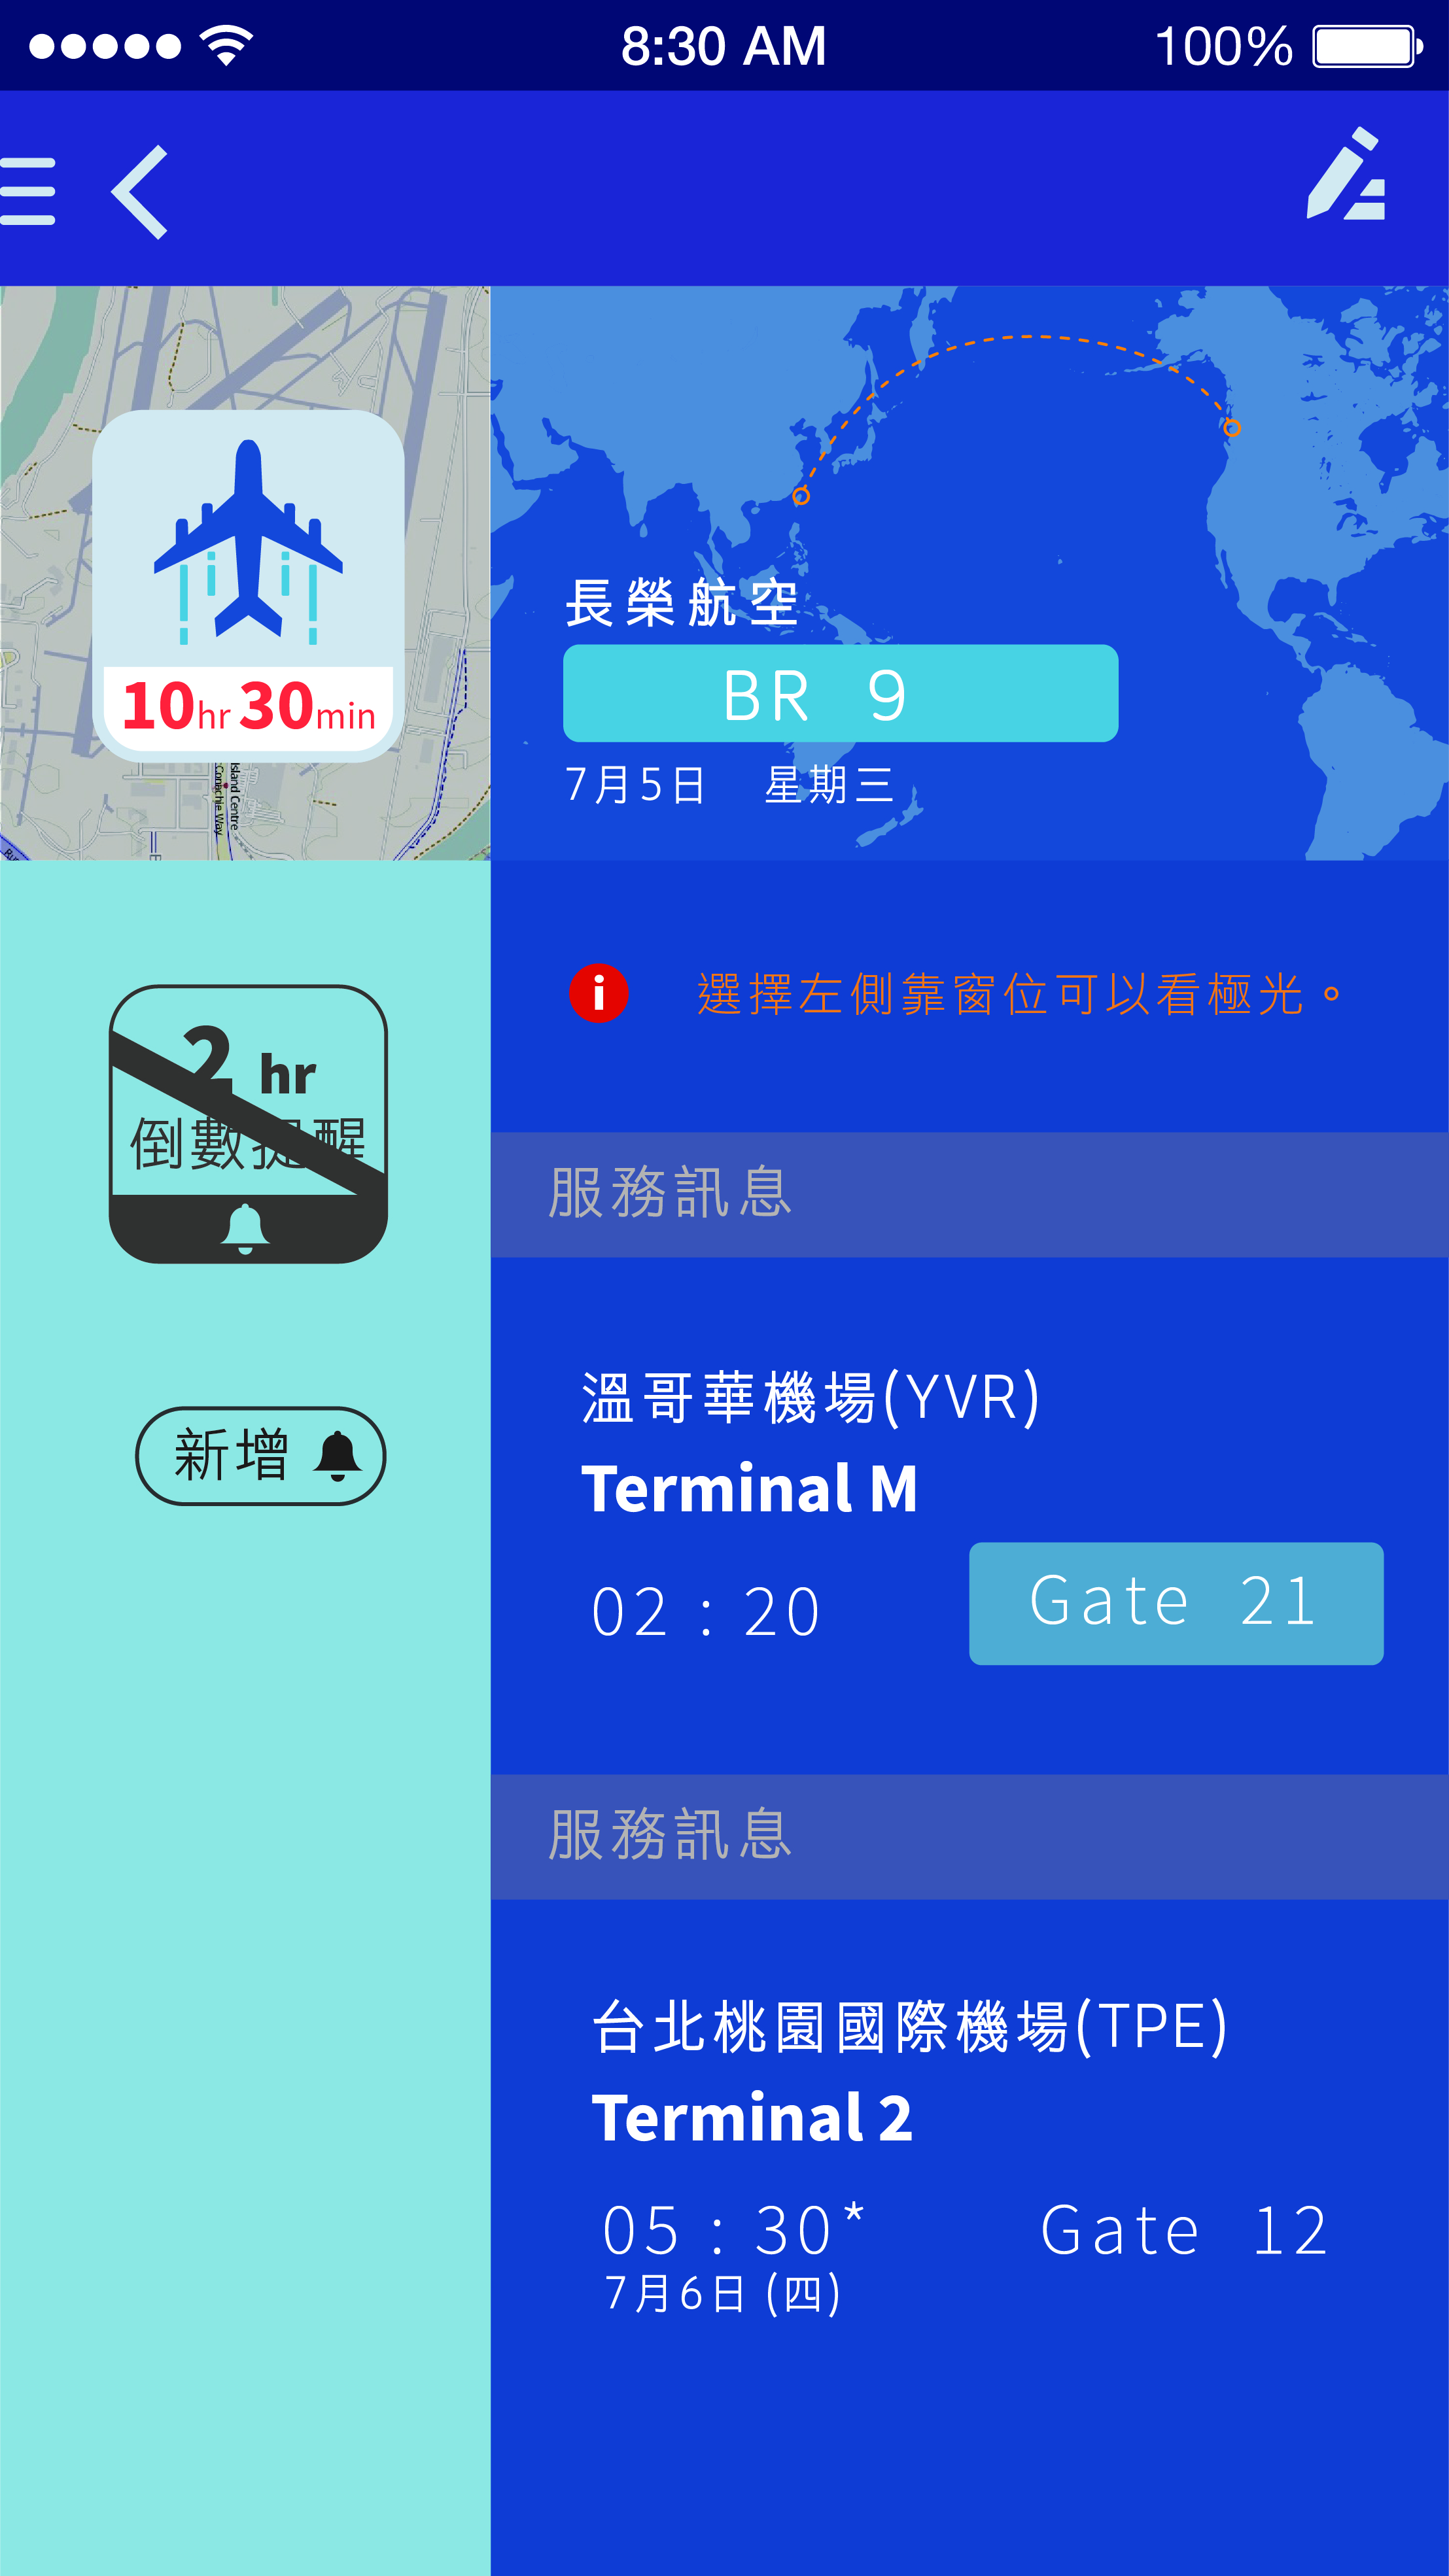 8:30 AM
100%
10hr 30min
Island Centre
Conachie Way
長榮航空
BR 9
7月5日 星期三
選擇左側靠窗位可以看極光。
2 hr
倒數提醒
服務訊息
溫哥華機場(YVR)
Terminal M
新增
02 : 20
Gate 21
服務訊息
台北桃園國際機場(TPE)
Terminal 2
05 : 30*
Gate 12
7月6日 (四)